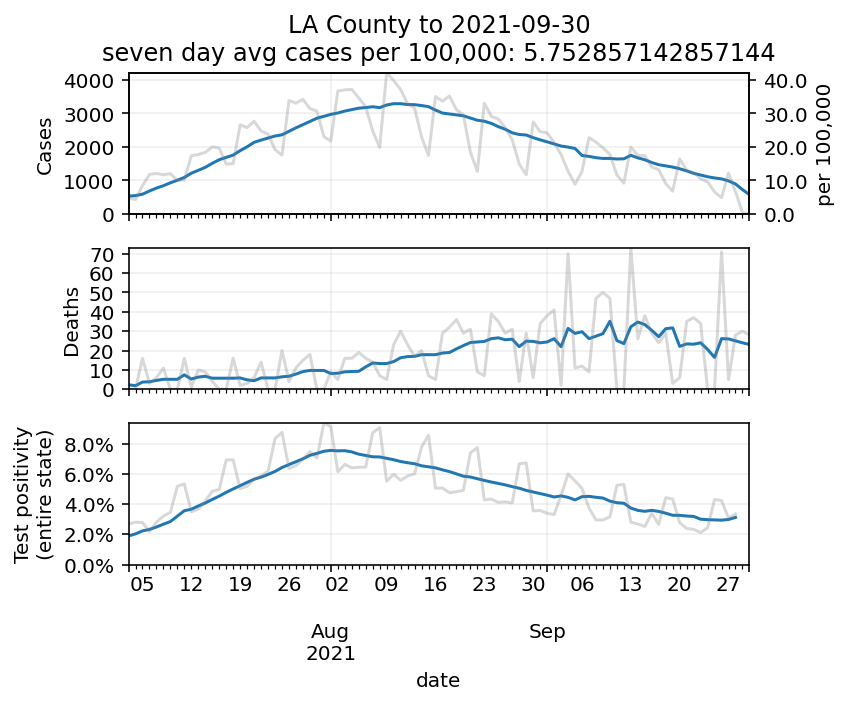 LA County to 2021-09-30
seven day avg cases per 100,000: 5.752857142857144
Cases
4000
3000
2000
1000
0
40.0
30.0
20.0
10.0
0.0
per 100,000
Deaths
70
60
50
40
30
20
10
0
Test positivity
(entire state)
8.0%
6.0%
4.0%
2.0%
0.0%
05 12 19 26 02 09 16 23 30 06 13 20 27
Aug Sep
2021
date